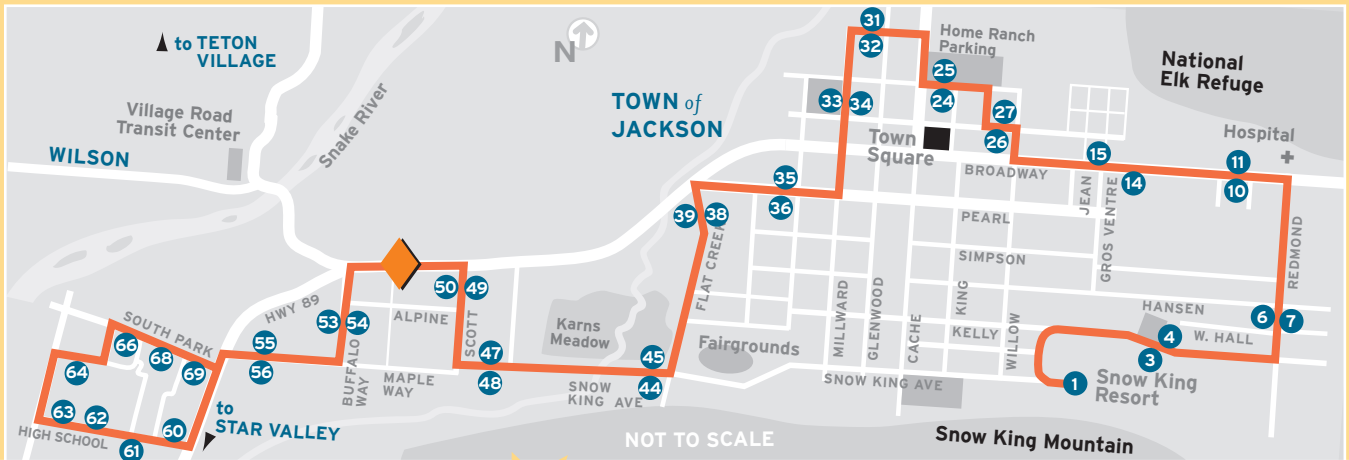 to TETON
VILLAGE
Village Road
Transit Center
WILSON
Snake River
N
TOWN of
JACKSON
31
32
Home Ranch
Parking
25
24
33
34
27
26
Town
Square
National
Elk Refuge
Hospital
15
14
11
10
BROADWAY
JEAN
GROS VENTRE
REDMOND
35
36
39
38
FLAT CREEK
PEARL
SIMPSON
HANSEN
KELLY
W. HALL
MILLWARD
GLENWOOD
CACHE
KING
WILLOW
6
7
4
3
1
Snow King
Resort
SNOW KING AVE
Fairgrounds
Karns
Meadow
45
44
SNOW
KING AVE
50
49
SCOTT
47
48
ALPINE
53
54
BUFFALO
WAY
MAPLE
WAY
HWY 89
55
56
SOUTH PARK
66
68
69
64
63
62
61
60
HIGH SCHOOL
to
STAR VALLEY
NOT TO SCALE
Snow King Mountain